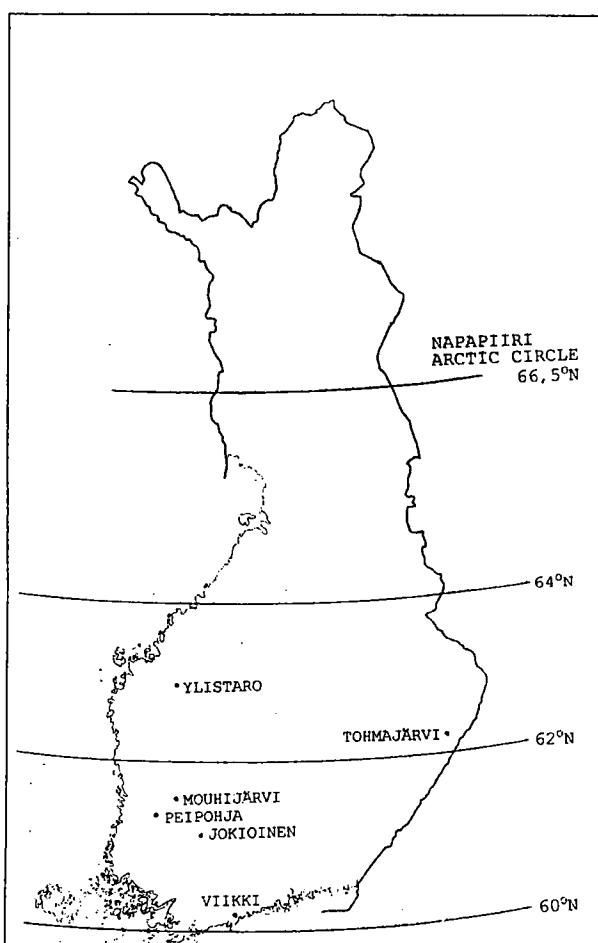 NAPAPIIRI
ARCTIC CIRCLE
66,5°N
64°N
YLISTARO
TOHMAJÄRVI
62°N
MOUHIJÄRVI
PEIPOHJA
JOKIOINEN
VIIKKI
60°N